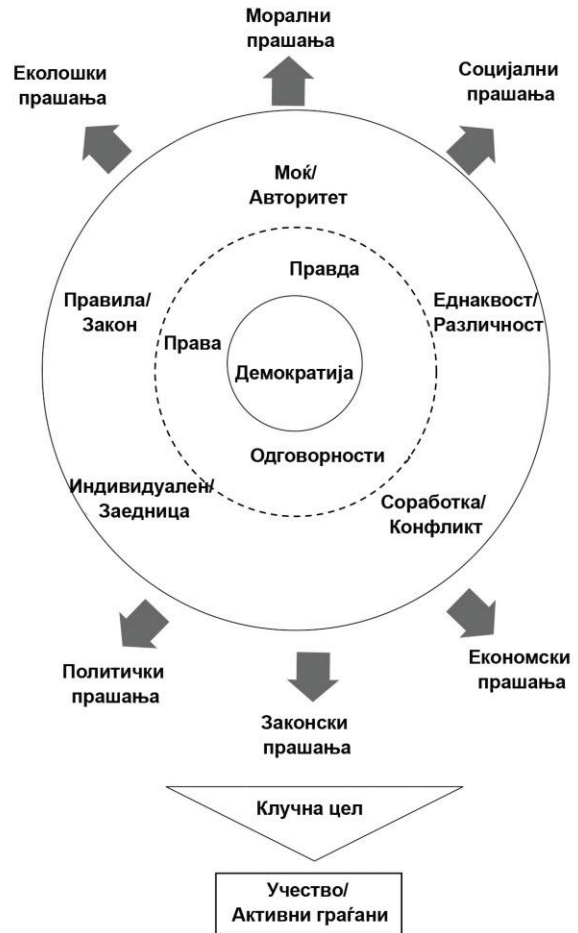 Морални
прашања
Еколошки
прашања
Социјални
прашања
Моќ/
Авторитет
Правда
Правила/
Закон
Еднаквост/
Различност
Права
Демократија
Одговорности
Индивидуален/
Заедница
Соработка/
Конфликт
Политички
прашања
Економски
прашања
Законски
прашања
Клучна цел
Учество/
Активни граѓани